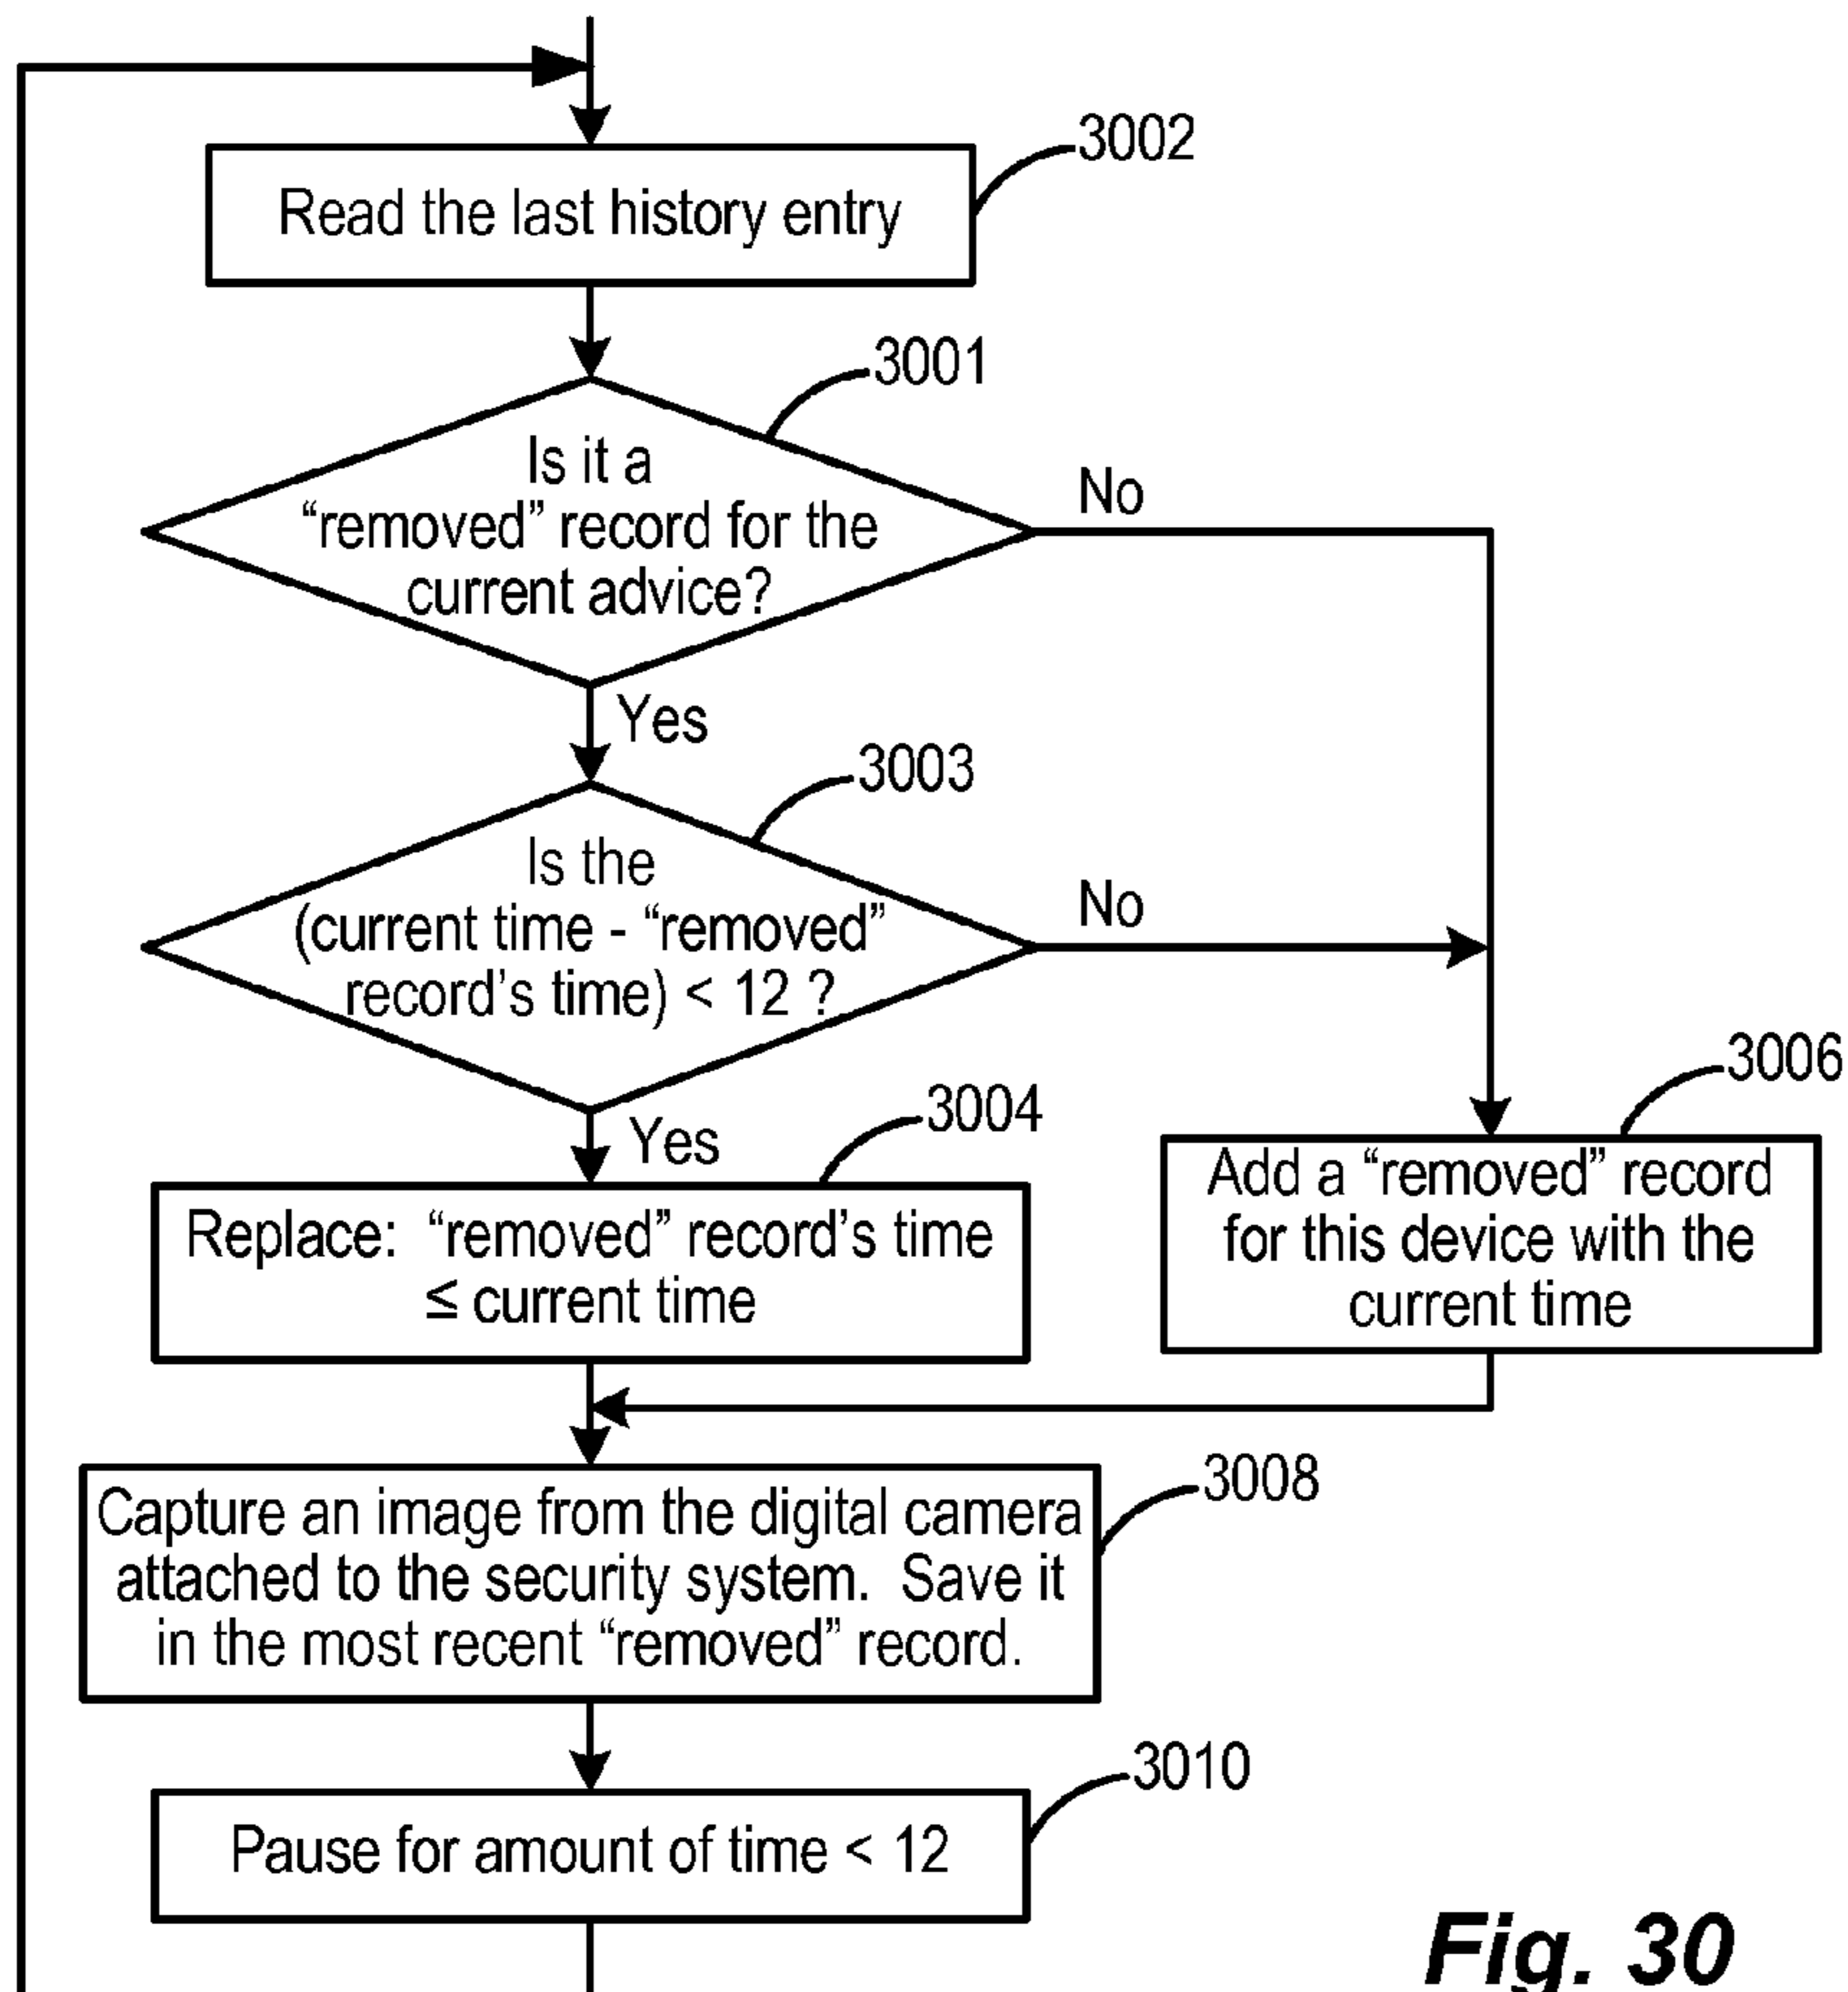 3002
Read the last history entry
3001
Is it a
“removed” record for the
current advice?
No
Yes
3003
Is the
(current time - “removed”
record’s time) < 12 ?
No
Yes
3004
Replace: “removed” record’s time
≤ current time
3006
Add a “removed” record
for this device with the
current time
3008
Capture an image from the digital camera
attached to the security system. Save it
in the most recent “removed” record.
3010
Pause for amount of time < 12
Fig. 30